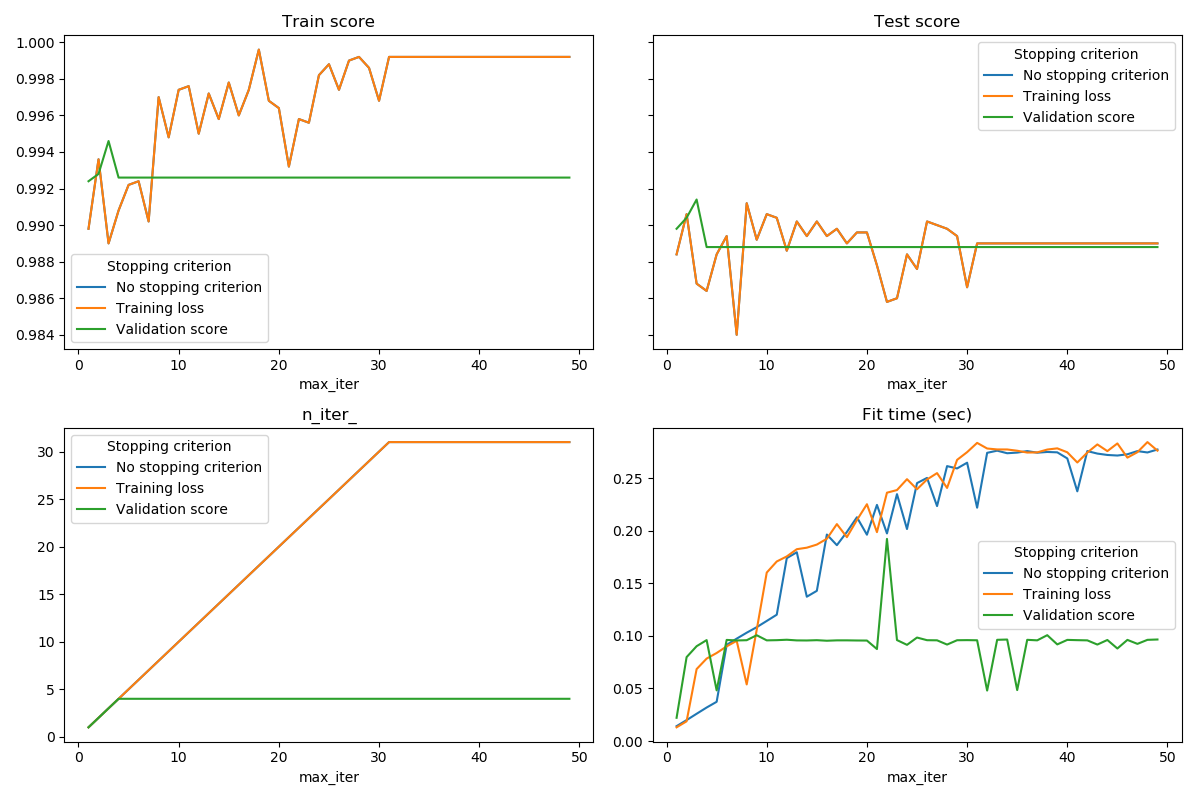 Train score
1.000
0.998
0.996
0.994
0.992
0.990
0.988
0.986
0.984
Stopping criterion
No stopping criterion
Training loss
Validation score
0 10 20 30 40 50
max_iter
Test score
Stopping criterion
No stopping criterion
Training loss
Validation score
0 10 20 30 40 50
max_iter
n_iter_
30
25
20
15
10
5
0
Stopping criterion
No stopping criterion
Training loss
Validation score
0 10 20 30 40 50
max_iter
Fit time (sec)
0.25
0.20
0.15
0.10
0.05
0.00
Stopping criterion
No stopping criterion
Training loss
Validation score
0 10 20 30 40 50
max_iter